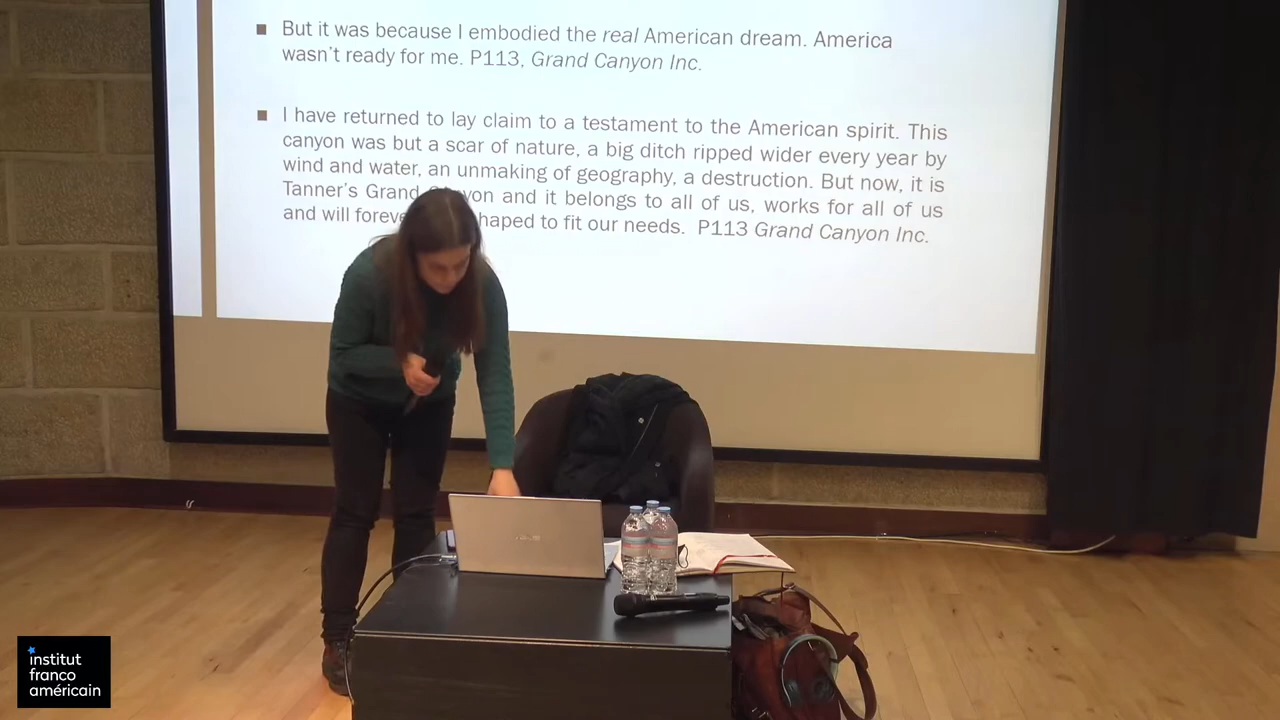 ■ But it was because I embodied the real American dream. America
wasn't ready for me. P113, Grand Canyon Inc.
■ I have returned to lay claim to a testament to the American spirit. This
canyon was but a scar of nature, a big ditch ripped wider every year by
wind and water, an unmaking of geography, a destruction. But now, it is
Tanner's Grand Canyon and it belongs to all of us, works for all of us
and will forever shaped to fit our needs. P113 Grand Canyon Inc.
ASUS
institut
franco
américain